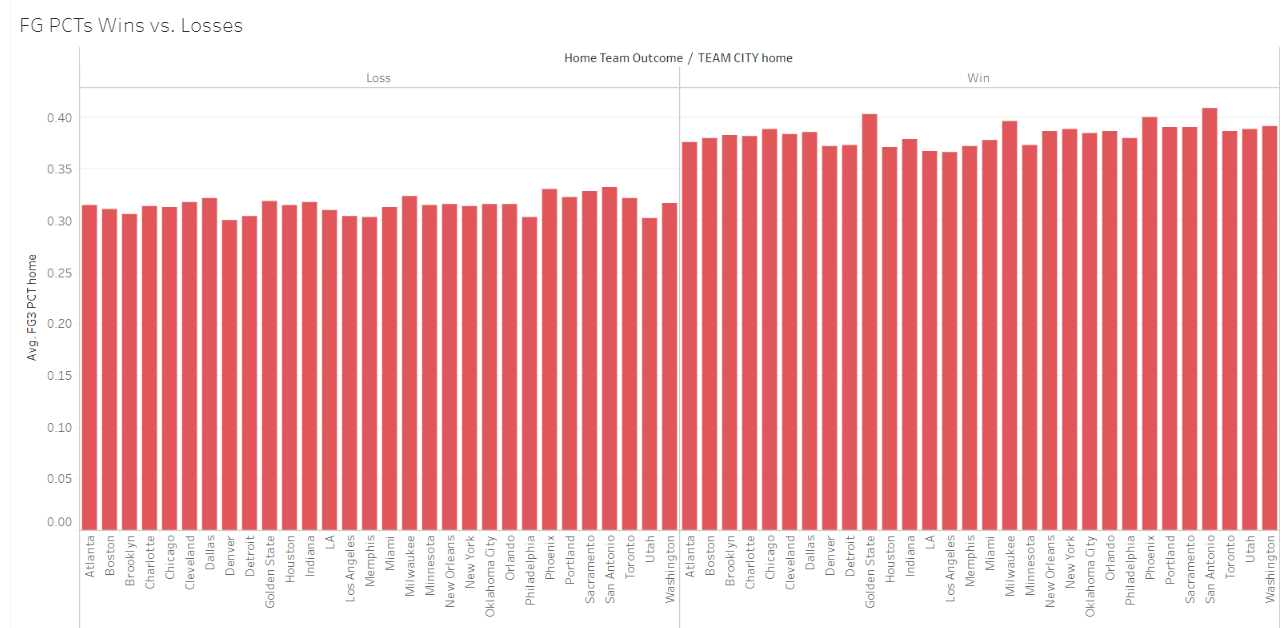 FG PCTs Wins vs. Losses
Home Team Outcome / TEAM CITY home
Loss
Win
Avg. FG3 PCT home
0.40
0.35
0.30
0.25
0.20
0.15
0.10
0.05
0.00
Atlanta
Boston
Brooklyn
Charlotte
Chicago
Cleveland
Dallas
Denver
Detroit
Golden State
Houston
Indiana
LA
Los Angeles
Memphis
Miami
Milwaukee
Minnesota
New Orleans
New York
Oklahoma City
Orlando
Philadelphia
Phoenix
Portland
Sacramento
San Antonio
Toronto
Utah
Washington
Atlanta
Boston
Brooklyn
Charlotte
Chicago
Cleveland
Dallas
Denver
Detroit
Golden State
Houston
Indiana
LA
Los Angeles
Memphis
Miami
Milwaukee
Minnesota
New Orleans
New York
Oklahoma City
Orlando
Philadelphia
Phoenix
Portland
Sacramento
San Antonio
Toronto
Utah
Washington